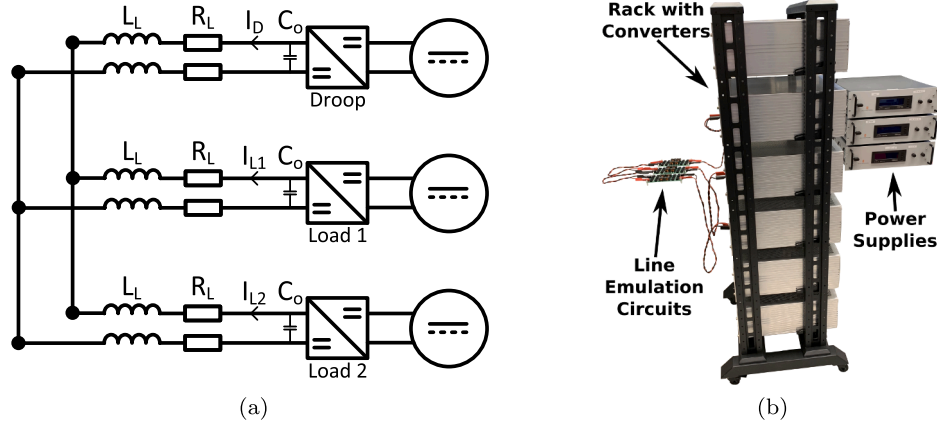 L_L R_L I_D C_o
Droop
L_L R_L I_L1 C_o
Load 1
L_L R_L I_L2 C_o
Load 2
(a)
Rack with
Converters
Power
Supplies
Line
Emulation
Circuits
(b)